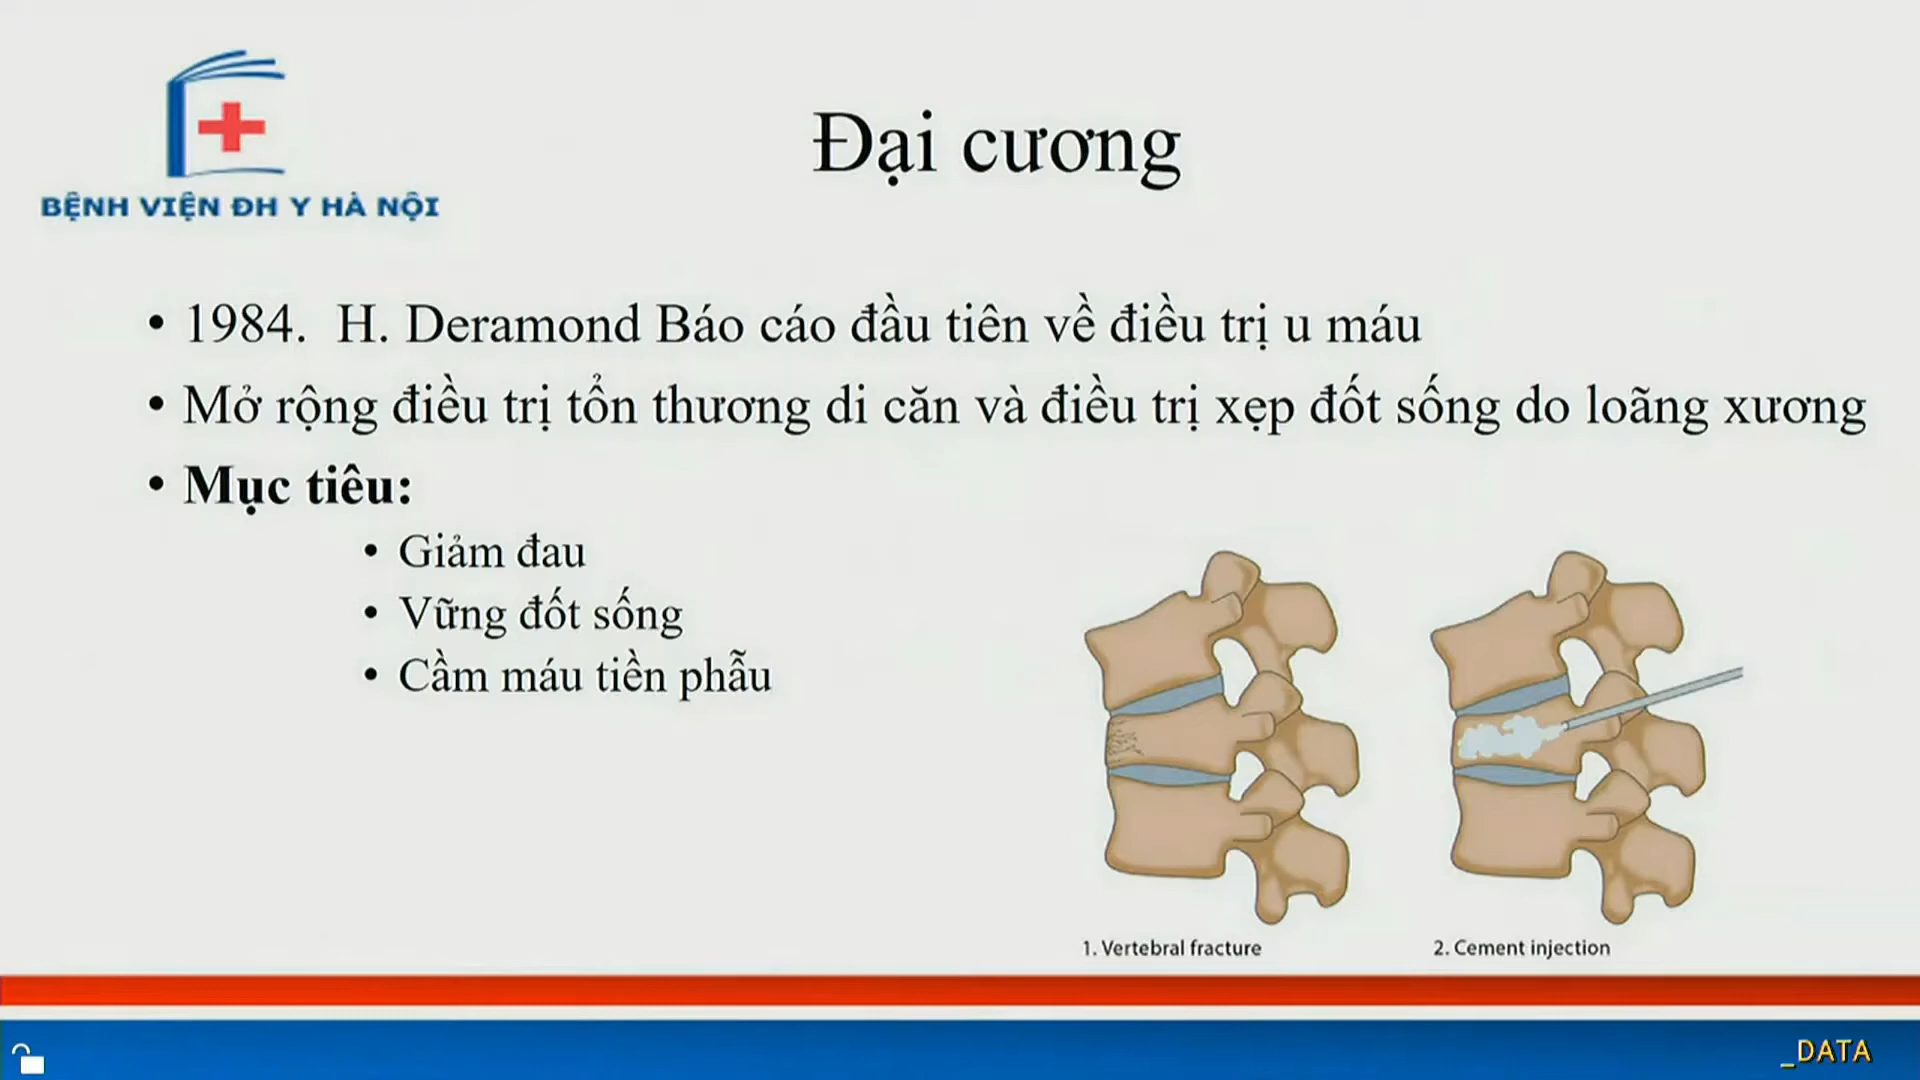 BỆNH VIỆN ĐH Y HÀ NỘI
Đại cương
• 1984.  H. Deramond Báo cáo đầu tiên về điều trị u máu
• Mở rộng điều trị tổn thương di căn và điều trị xẹp đốt sống do loãng xương
• Mục tiêu:
• Giảm đau
• Vững đốt sống
• Cầm máu tiền phẫu
1. Vertebral fracture
2. Cement injection
_DATA